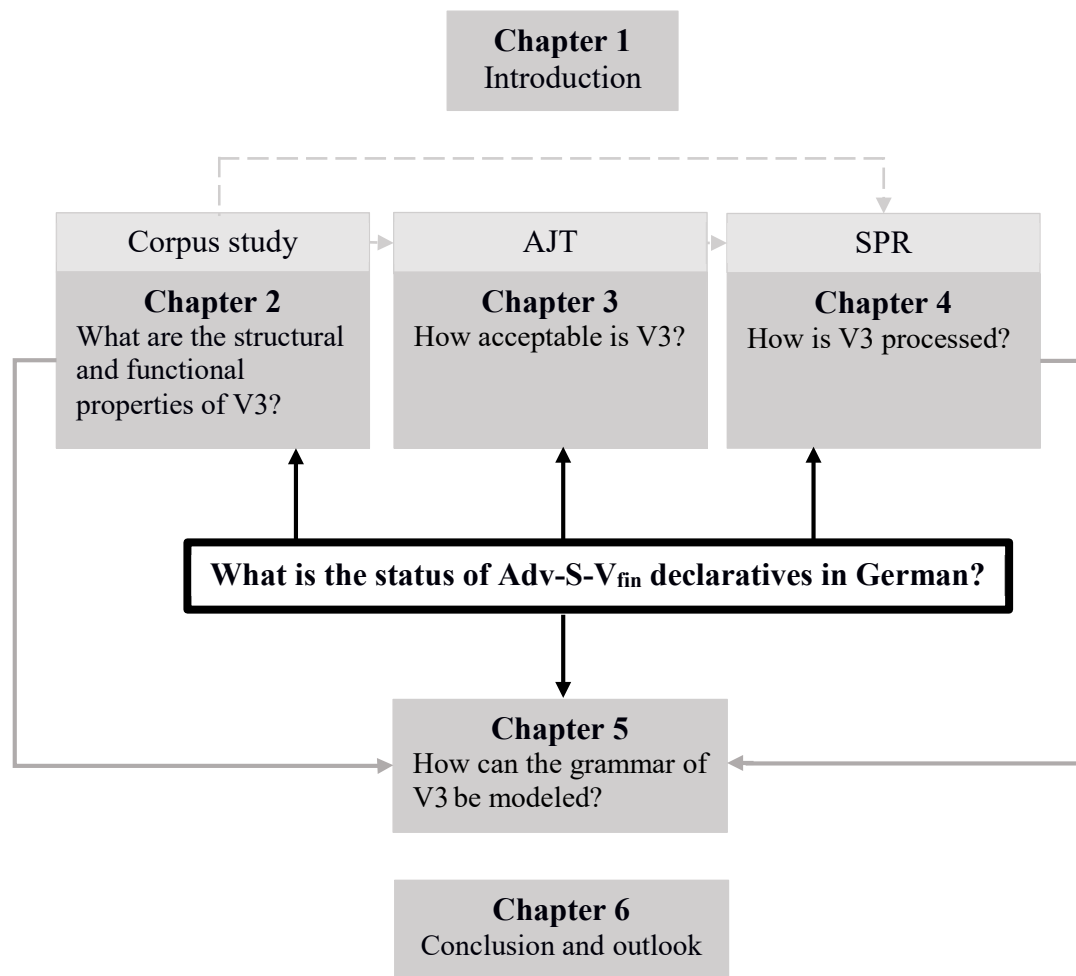 Chapter 1
Introduction
Corpus study
AJT
SPR
Chapter 2
What are the structural
and functional
properties of V3?
Chapter 3
How acceptable is V3?
Chapter 4
How is V3 processed?
What is the status of Adv-S-Vfin declaratives in German?
Chapter 5
How can the grammar of
V3 be modeled?
Chapter 6
Conclusion and outlook